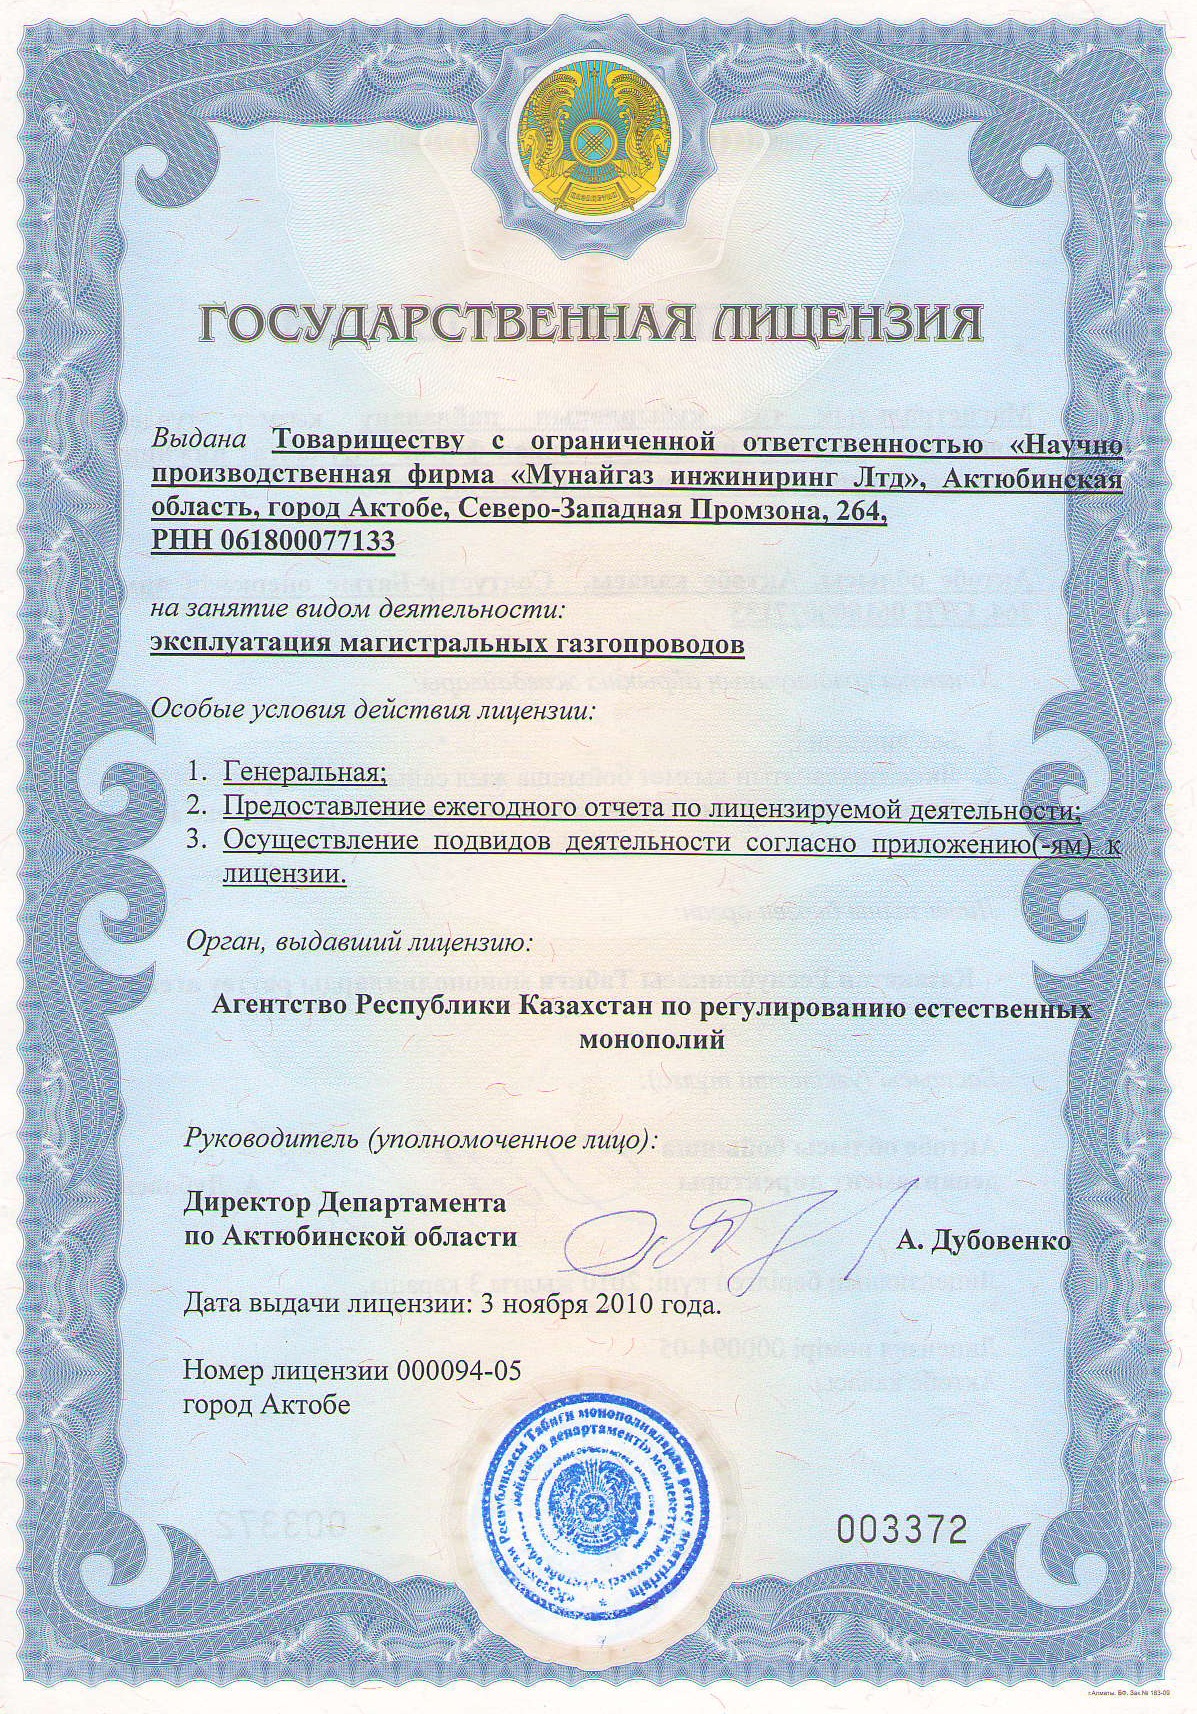 ГОСУДАРСТВЕННАЯ ЛИЦЕНЗИЯ
Выдана Товариществу с ограниченной ответственностью «Научно
производственная фирма «Мунайгаз инжиниринг Лтд», Актюбинская
область, город Актобе, Северо-Западная Промзона, 264,
РНН 061800077133
на занятие видом деятельности:
эксплуатация магистральных газгопроводов
Особые условия действия лицензии:
1. Генеральная;
2. Предоставление ежегодного отчета по лицензируемой деятельности;
3. Осуществление подвидов деятельности согласно приложению(-ям) к
лицензии.
Орган, выдавший лицензию:
Агентство Республики Казахстан по регулированию естественных
монополий
Руководитель (уполномоченное лицо):
Директор Департамента
по Актюбинской области
А. Дубовенко
Дата выдачи лицензии: 3 ноября 2010 года.
Номер лицензии 000094-05
город Актобе
003372
г.Алматы. БФ. Зак.№ 183-09